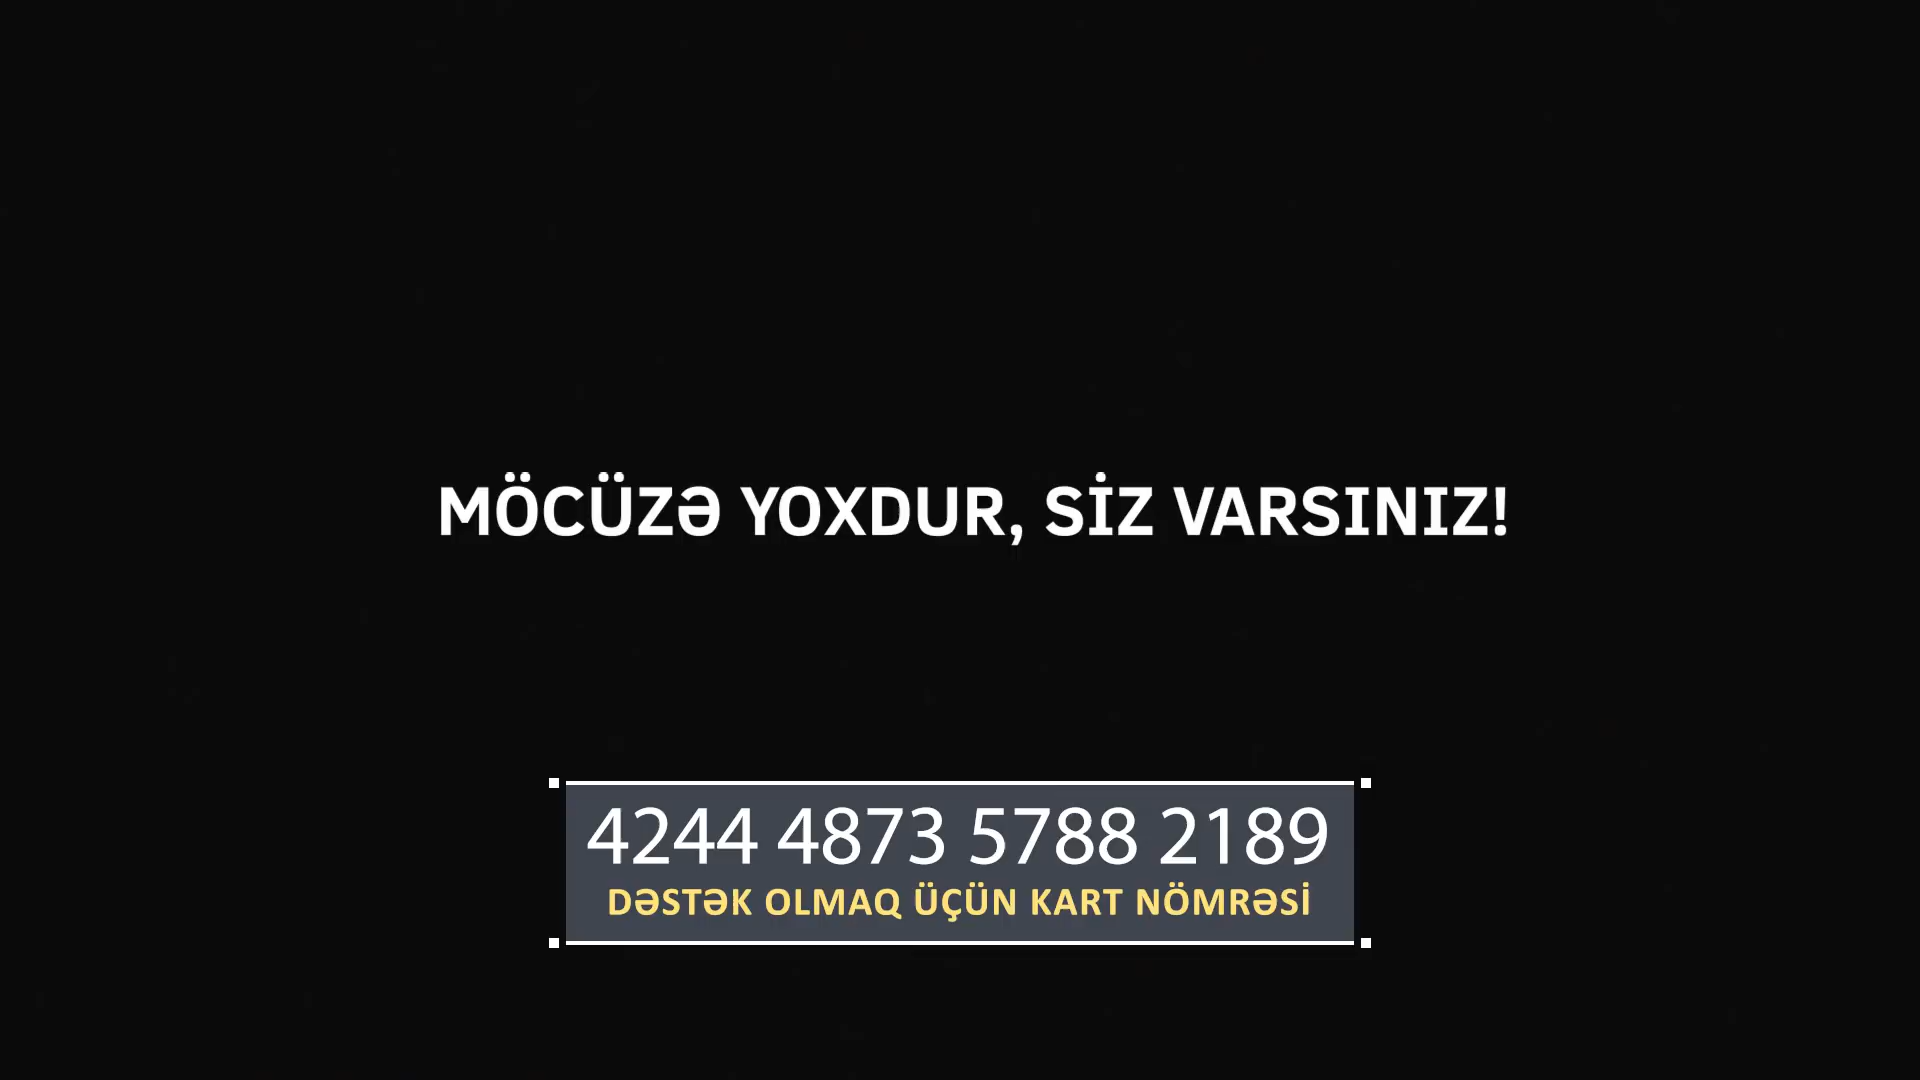 MÖCÜZƏ YOXDUR, SİZ VARSINIZ!
4244 4873 5788 2189
DƏSTƏK OLMAQ ÜÇÜN KART NÖMRƏSİ